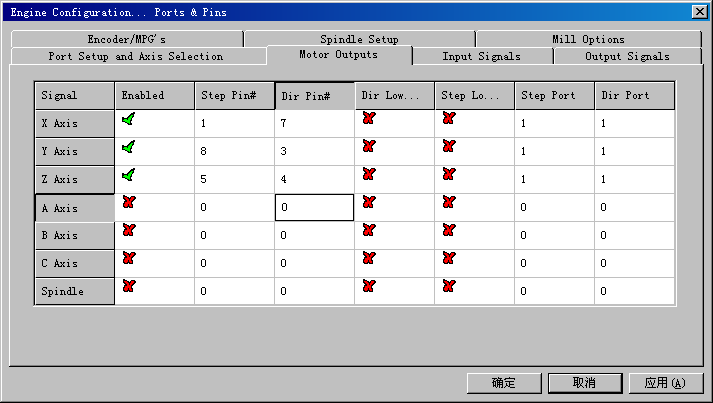 Engine Configuration... Ports & Pins
Encoder/MPG's Spindle Setup Mill Options
Port Setup and Axis Selection Motor Outputs Input Signals Output Signals
Signal Enabled Step Pin# Dir Pin# Dir Low... Step Lo... Step Port Dir Port
X Axis 1 7 1 1
Y Axis 8 3 1 1
Z Axis 5 4 1 1
A Axis 0 0 0 0
B Axis 0 0 0 0
C Axis 0 0 0 0
Spindle 0 0 0 0
确定 取消 应用(A)